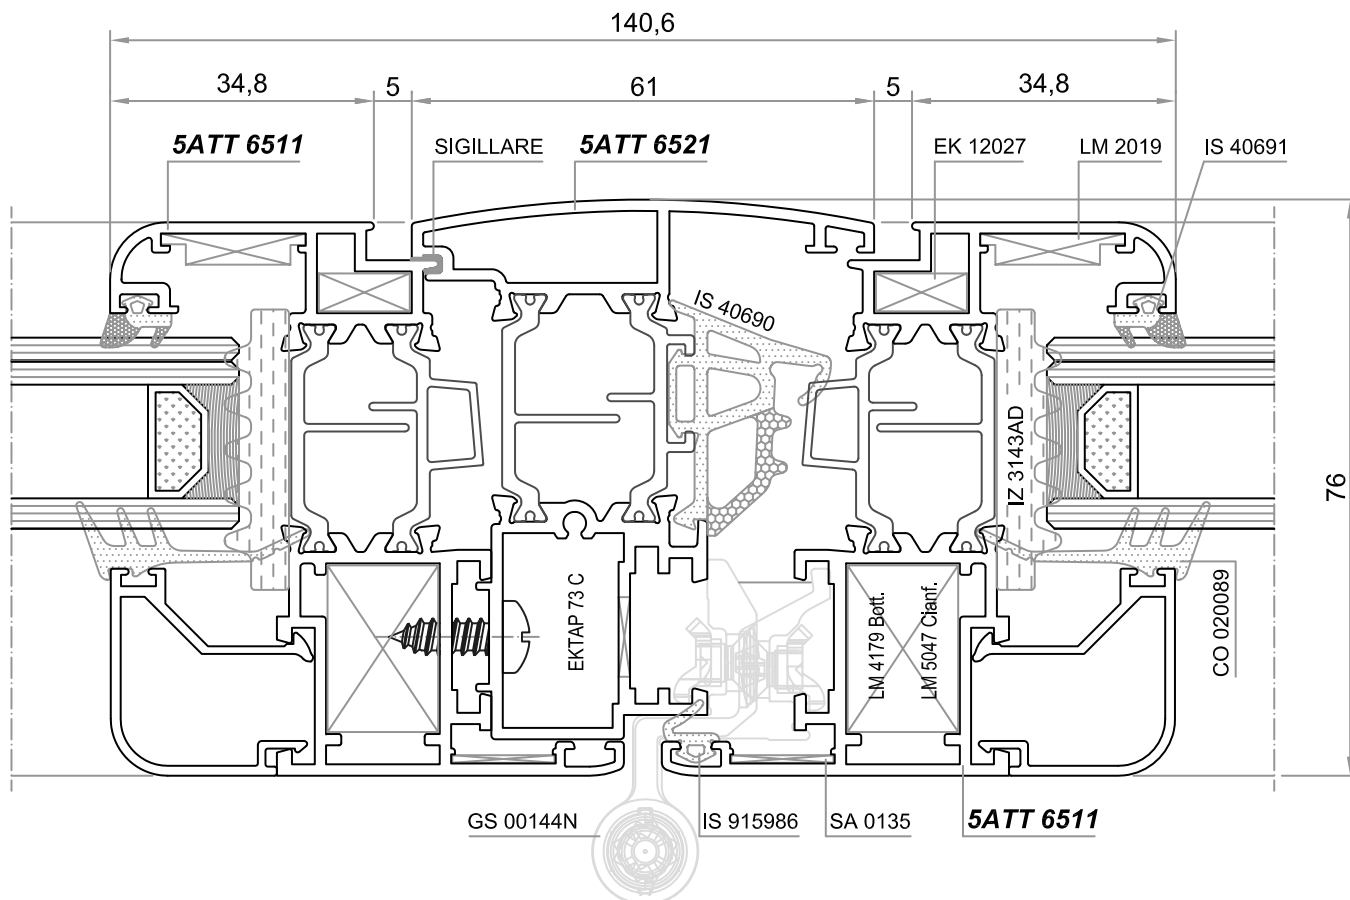 140,6
34,8
5
61
5
34,8
5ATT 6511
SIGILLARE
5ATT 6521
EK 12027
LM 2019
IS 40691
IS 40690
IZ 3143AD
76
EKTAP 73 C
LM 4179 Bott.
LM 5047 Cianf.
CO 020089
GS 00144N
IS 915986
SA 0135
5ATT 6511